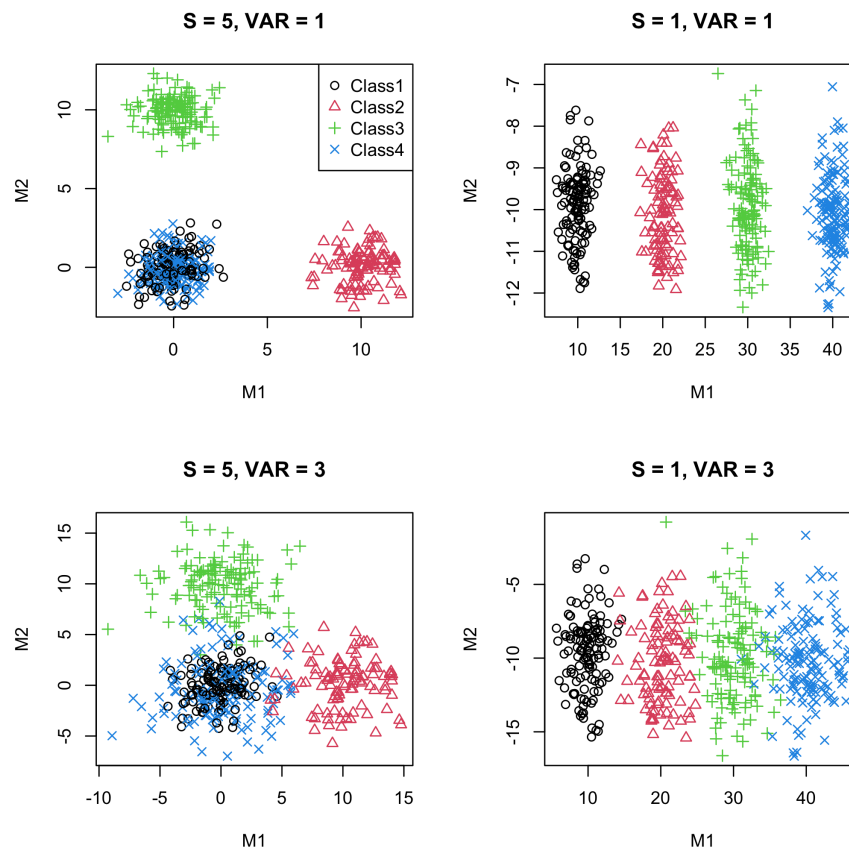 S = 5, VAR = 1
M2
10
5
0
Class1
Class2
Class3
Class4
0 5 10
M1
S = 1, VAR = 1
M2
-7
-8
-9
-10
-11
-12
10 15 20 25 30 35 40
M1
S = 5, VAR = 3
M2
15
10
5
0
-5
-10 -5 0 5 10 15
M1
S = 1, VAR = 3
M2
-5
-10
-15
10 20 30 40
M1